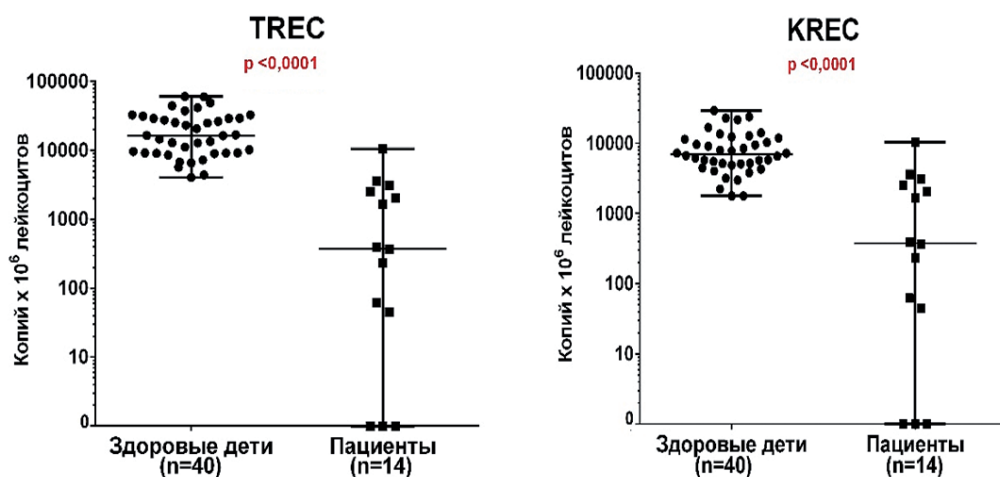 TREC
p <0,0001
Копий x 10⁶ лейкоцитов
100000
10000
1000
100
10
0
Здоровые дети
(n=40)
Пациенты
(n=14)
KREC
p <0,0001
Копий x 10⁶ лейкоцитов
100000
10000
1000
100
10
0
Здоровые дети
(n=40)
Пациенты
(n=14)